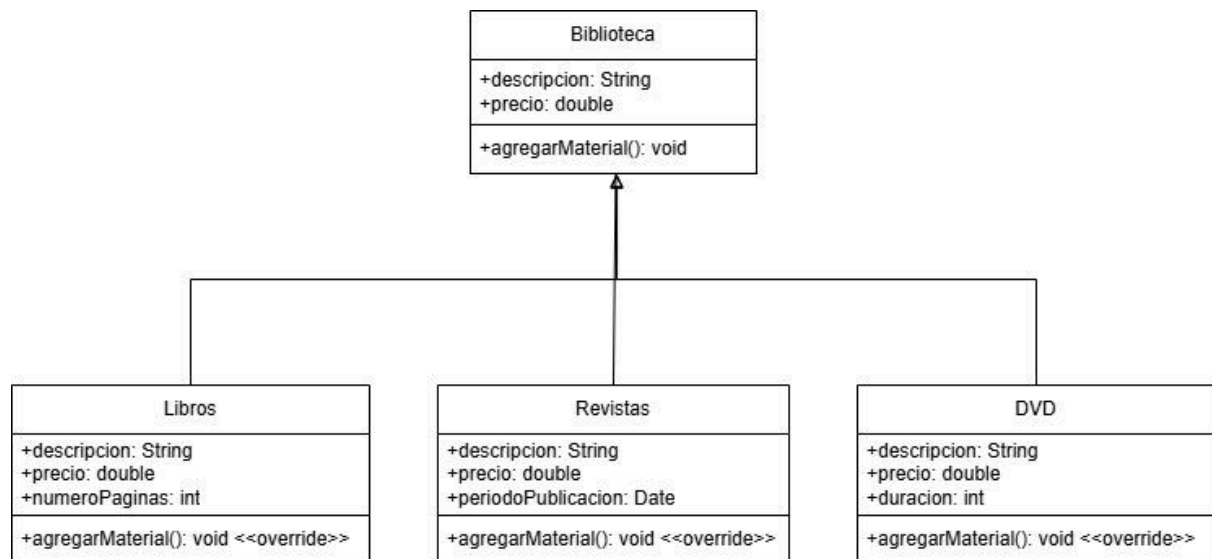 Biblioteca
+descripcion: String
+precio: double
+agregarMaterial(): void
Libros
+descripcion: String
+precio: double
+numeroPaginas: int
+agregarMaterial(): void <<override>>
Revistas
+descripcion: String
+precio: double
+periodoPublicacion: Date
+agregarMaterial(): void <<override>>
DVD
+descripcion: String
+precio: double
+duracion: int
+agregarMaterial(): void <<override>>